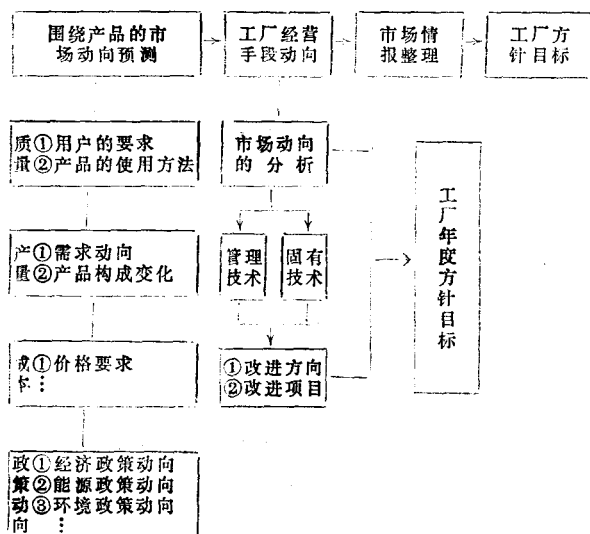 围绕产品的市
场动向预测
工厂经营
手段动向
市场情
报整理
工厂方
针目标
质①用户的要求
量②产品的使用方法
市场动向
的分析
产①需求动向
量②产品构成变化
管理
技术
固有
技术
成①价格要求
本⋮
①改进方向
②改进项目
政①经济政策动向
策②能源政策动向
动③环境政策动向
向 ⋮
工厂年度方针目标